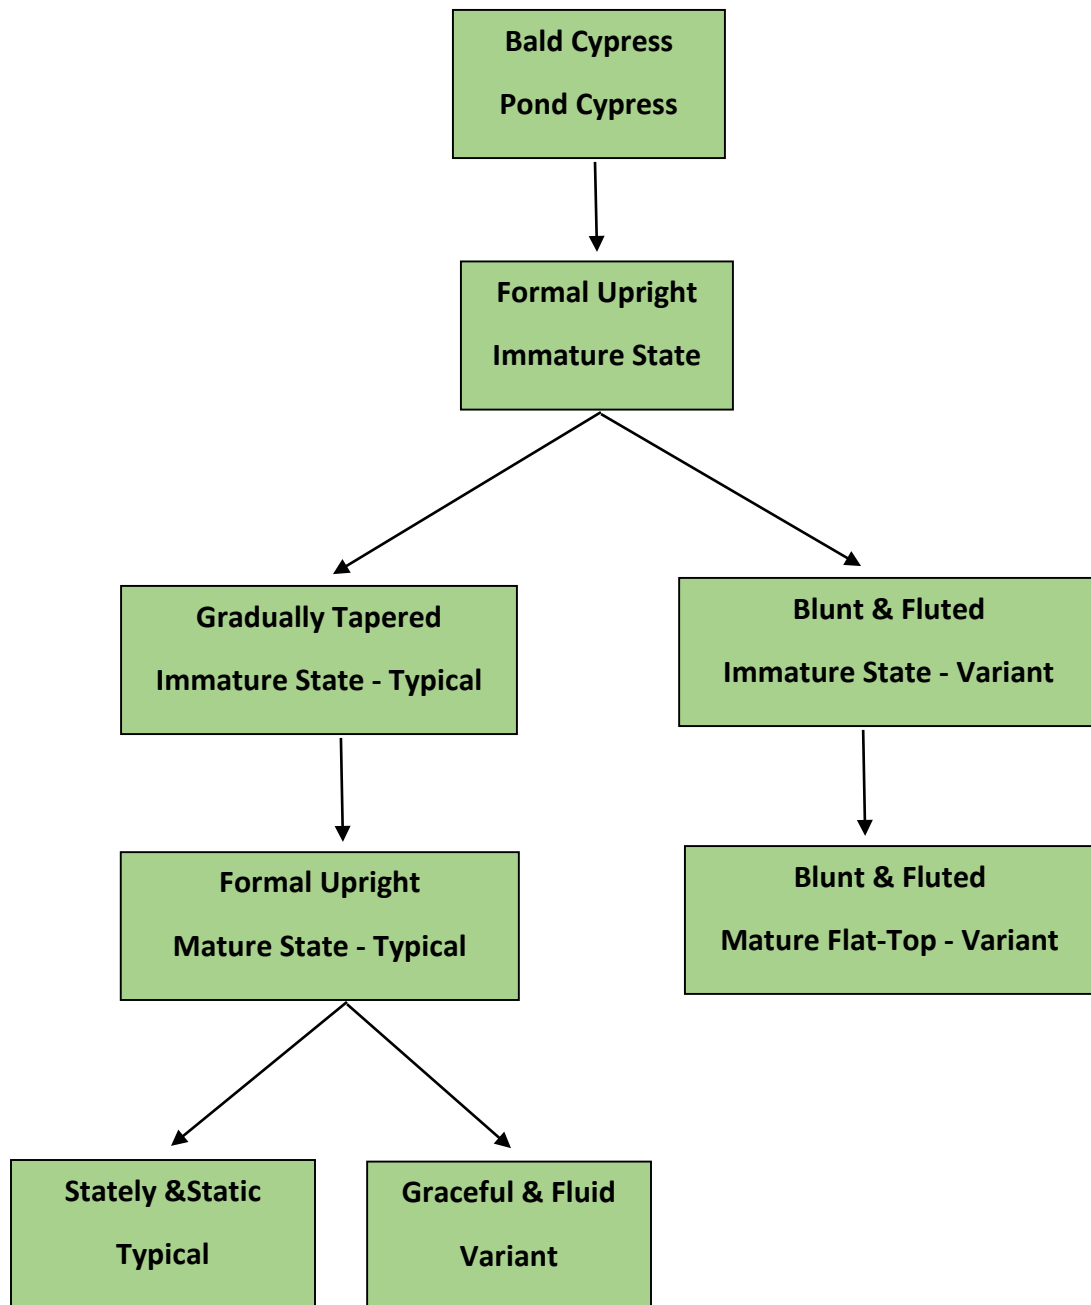 Bald Cypress
Pond Cypress
Formal Upright
Immature State
Gradually Tapered
Immature State - Typical
Blunt & Fluted
Immature State - Variant
Formal Upright
Mature State - Typical
Blunt & Fluted
Mature Flat-Top - Variant
Stately &Static
Typical
Graceful & Fluid
Variant